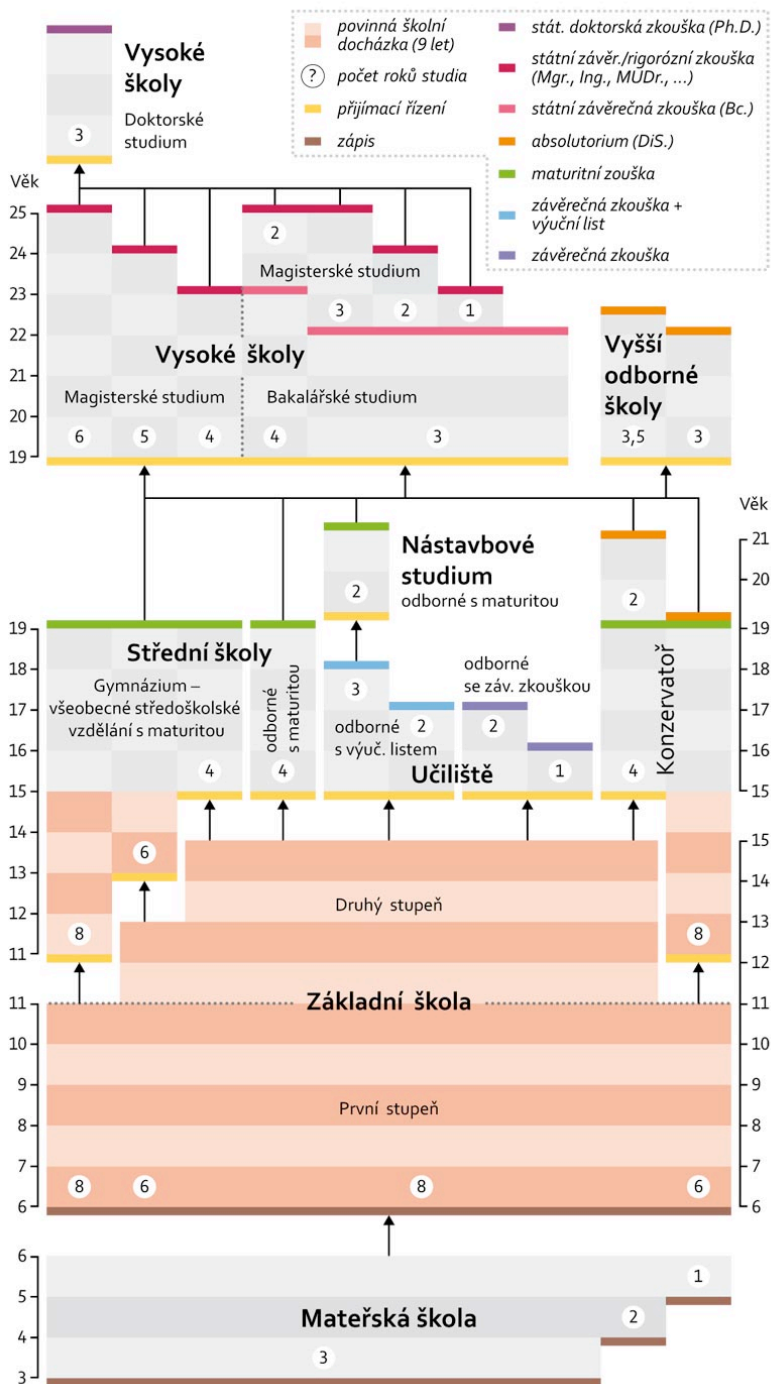 povinná školní
docházka (9 let)
? počet roků studia
přijímací řízení
zápis
stát. doktorská zkouška (Ph.D.)
státní závěr./rigorózní zkouška
(Mgr., Ing., MUDr., ...)
státní závěrečná zkouška (Bc.)
absolutorium (DiS.)
maturitní zouška
závěrečná zkouška +
výuční list
závěrečná zkouška
Vysoké
školy
Doktorské
studium
3
Věk
25
24
23
22
21
20
19
2
Magisterské studium
3 2 1
Vysoké školy
Magisterské studium
Bakalářské studium
6 5 4 4 3
Vyšší
odborné
školy
3,5 3
Věk
21
20
19
18
17
16
15
Nástavbové
studium
odborné s maturitou
2
2
19
18
17
16
15
14
13
12
11
Střední školy
Gymnázium –
všeobecné středoškolské
vzdělání s maturitou
4
odborné
s maturitou
4
3
odborné
s výuč. listem
2
odborné
se záv. zkouškou
2
1
Učiliště
Konzervatoř
4
6
8
8
15
14
13
12
11
10
9
8
7
6
Druhý stupeň
Základní škola
První stupeň
11
10
9
8
7
6
8 6 8 6
6
5
4
3
Mateřská škola
1
2
3